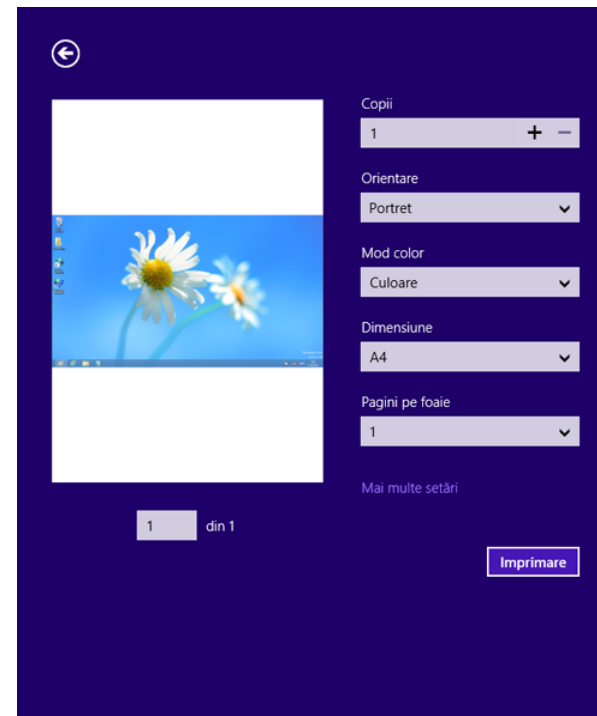 Copii
1
Orientare
Portret
Mod color
Culoare
Dimensiune
A4
Pagini pe foaie
1
Mai multe setări
1 din 1
Imprimare